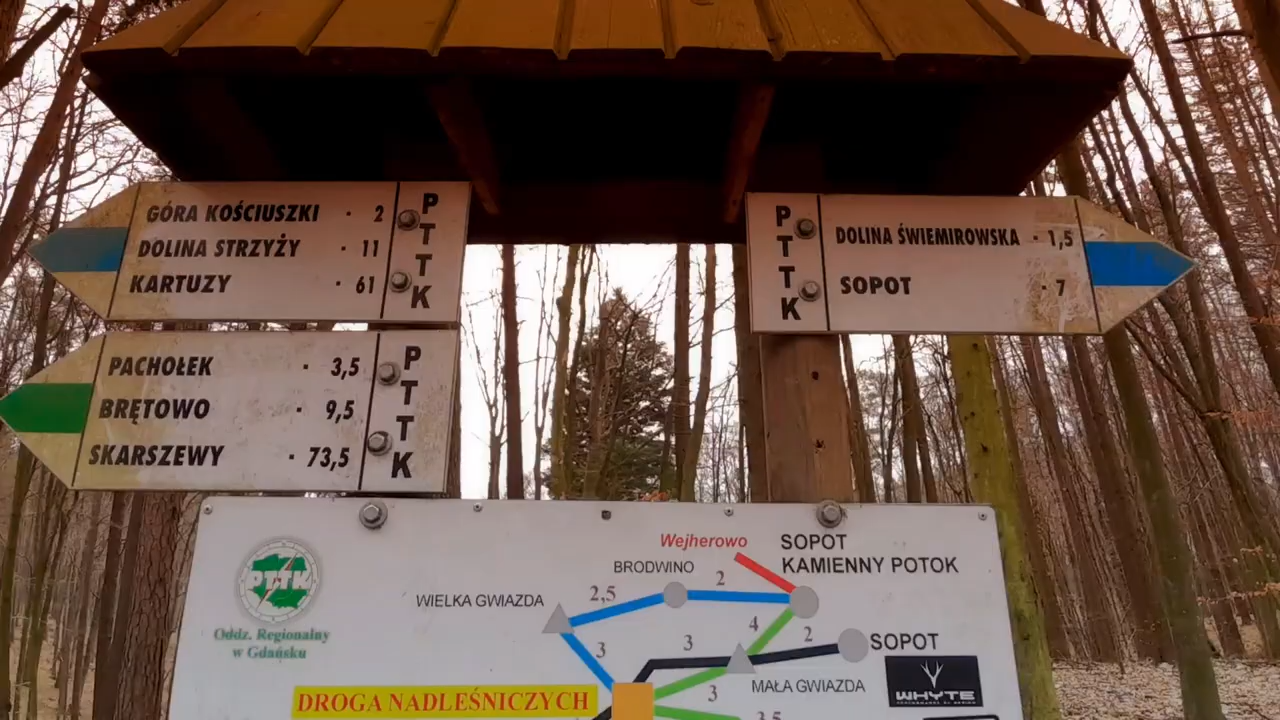 GÓRA KOŚCIUSZKI · 2
DOLINA STRZYŻY · 11
KARTUZY · 61
PTTK
DOLINA ŚWIEMIROWSKA · 1,5
SOPOT · 7
PTTK
PACHOŁEK · 3,5
BRĘTOWO · 9,5
SKARSZEWY · 73,5
PTTK
PTTK
Oddz. Regionalny
w Gdańsku
Wejherowo
SOPOT
KAMIENNY POTOK
BRODWINO
2
2,5
WIELKA GWIAZDA
4
2
SOPOT
3
3
MAŁA GWIAZDA
3
WHYTE
DROGA NADLEŚNICZYCH
3,5